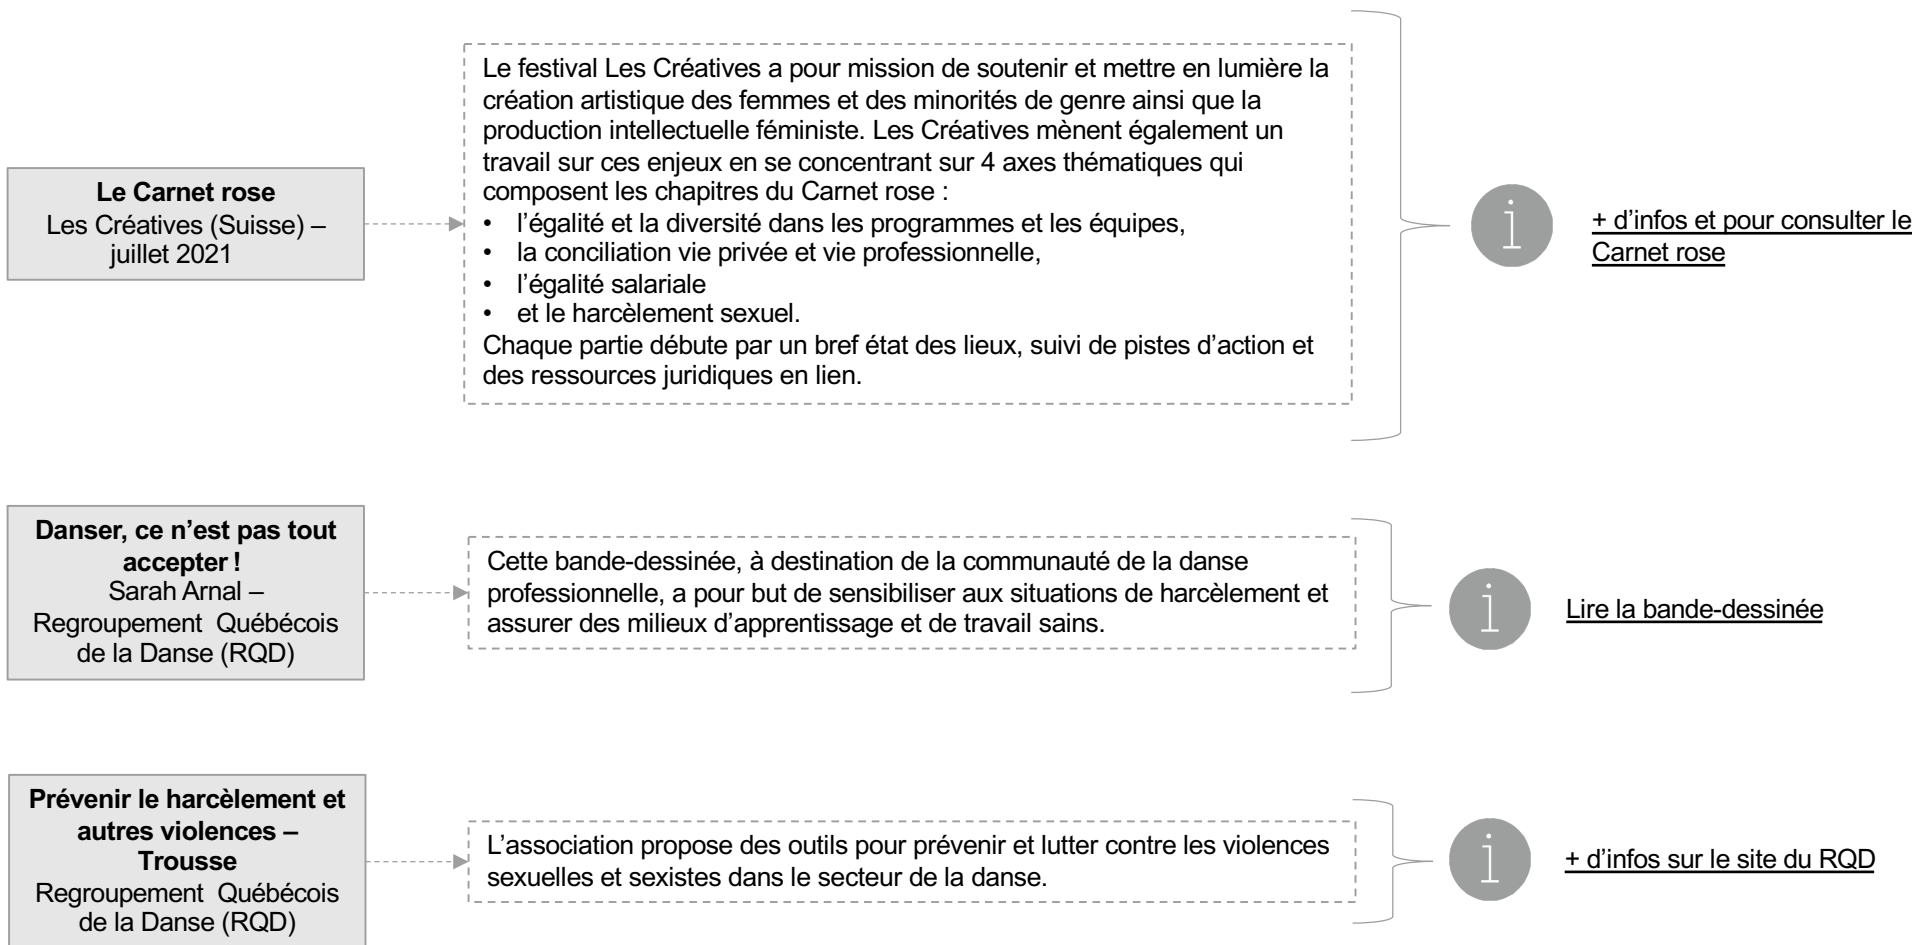 Le Carnet rose
Les Créatives (Suisse) –
juillet 2021
Le festival Les Créatives a pour mission de soutenir et mettre en lumière la
création artistique des femmes et des minorités de genre ainsi que la
production intellectuelle féministe. Les Créatives mènent également un
travail sur ces enjeux en se concentrant sur 4 axes thématiques qui
composent les chapitres du Carnet rose :
• l’égalité et la diversité dans les programmes et les équipes,
• la conciliation vie privée et vie professionnelle,
• l’égalité salariale
• et le harcèlement sexuel.
Chaque partie débute par un bref état des lieux, suivi de pistes d’action et
des ressources juridiques en lien.
+ d’infos et pour consulter le
Carnet rose
Danser, ce n’est pas tout
accepter !
Sarah Arnal –
Regroupement Québécois
de la Danse (RQD)
Cette bande-dessinée, à destination de la communauté de la danse
professionnelle, a pour but de sensibiliser aux situations de harcèlement et
assurer des milieux d’apprentissage et de travail sains.
Lire la bande-dessinée
Prévenir le harcèlement et
autres violences –
Trousse
Regroupement Québécois
de la Danse (RQD)
L’association propose des outils pour prévenir et lutter contre les violences
sexuelles et sexistes dans le secteur de la danse.
+ d’infos sur le site du RQD